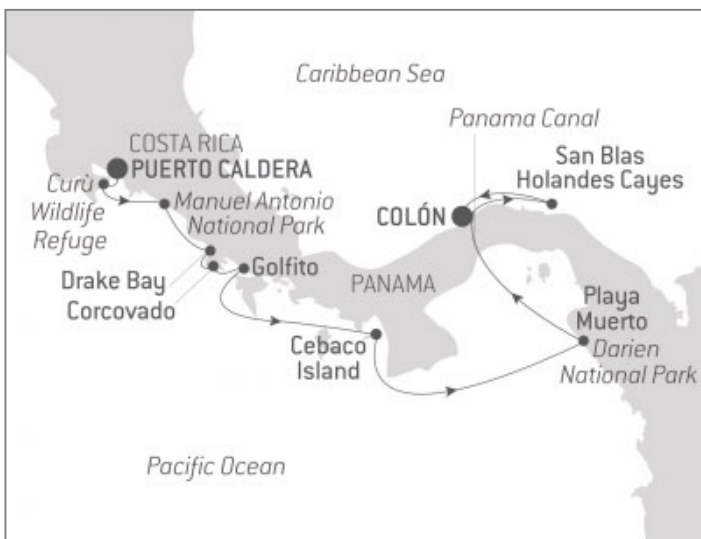 Caribbean Sea
Panama Canal
COSTA RICA
PUERTO CALDERA
San Blas
Holandes Cayes
Curù
Wildlife
Refuge
Manuel Antonio
National Park
COLÓN
Drake Bay
Corcovado
Golfito
PANAMA
Playa
Muerto
Darien
National Park
Cebaco
Island
Pacific Ocean